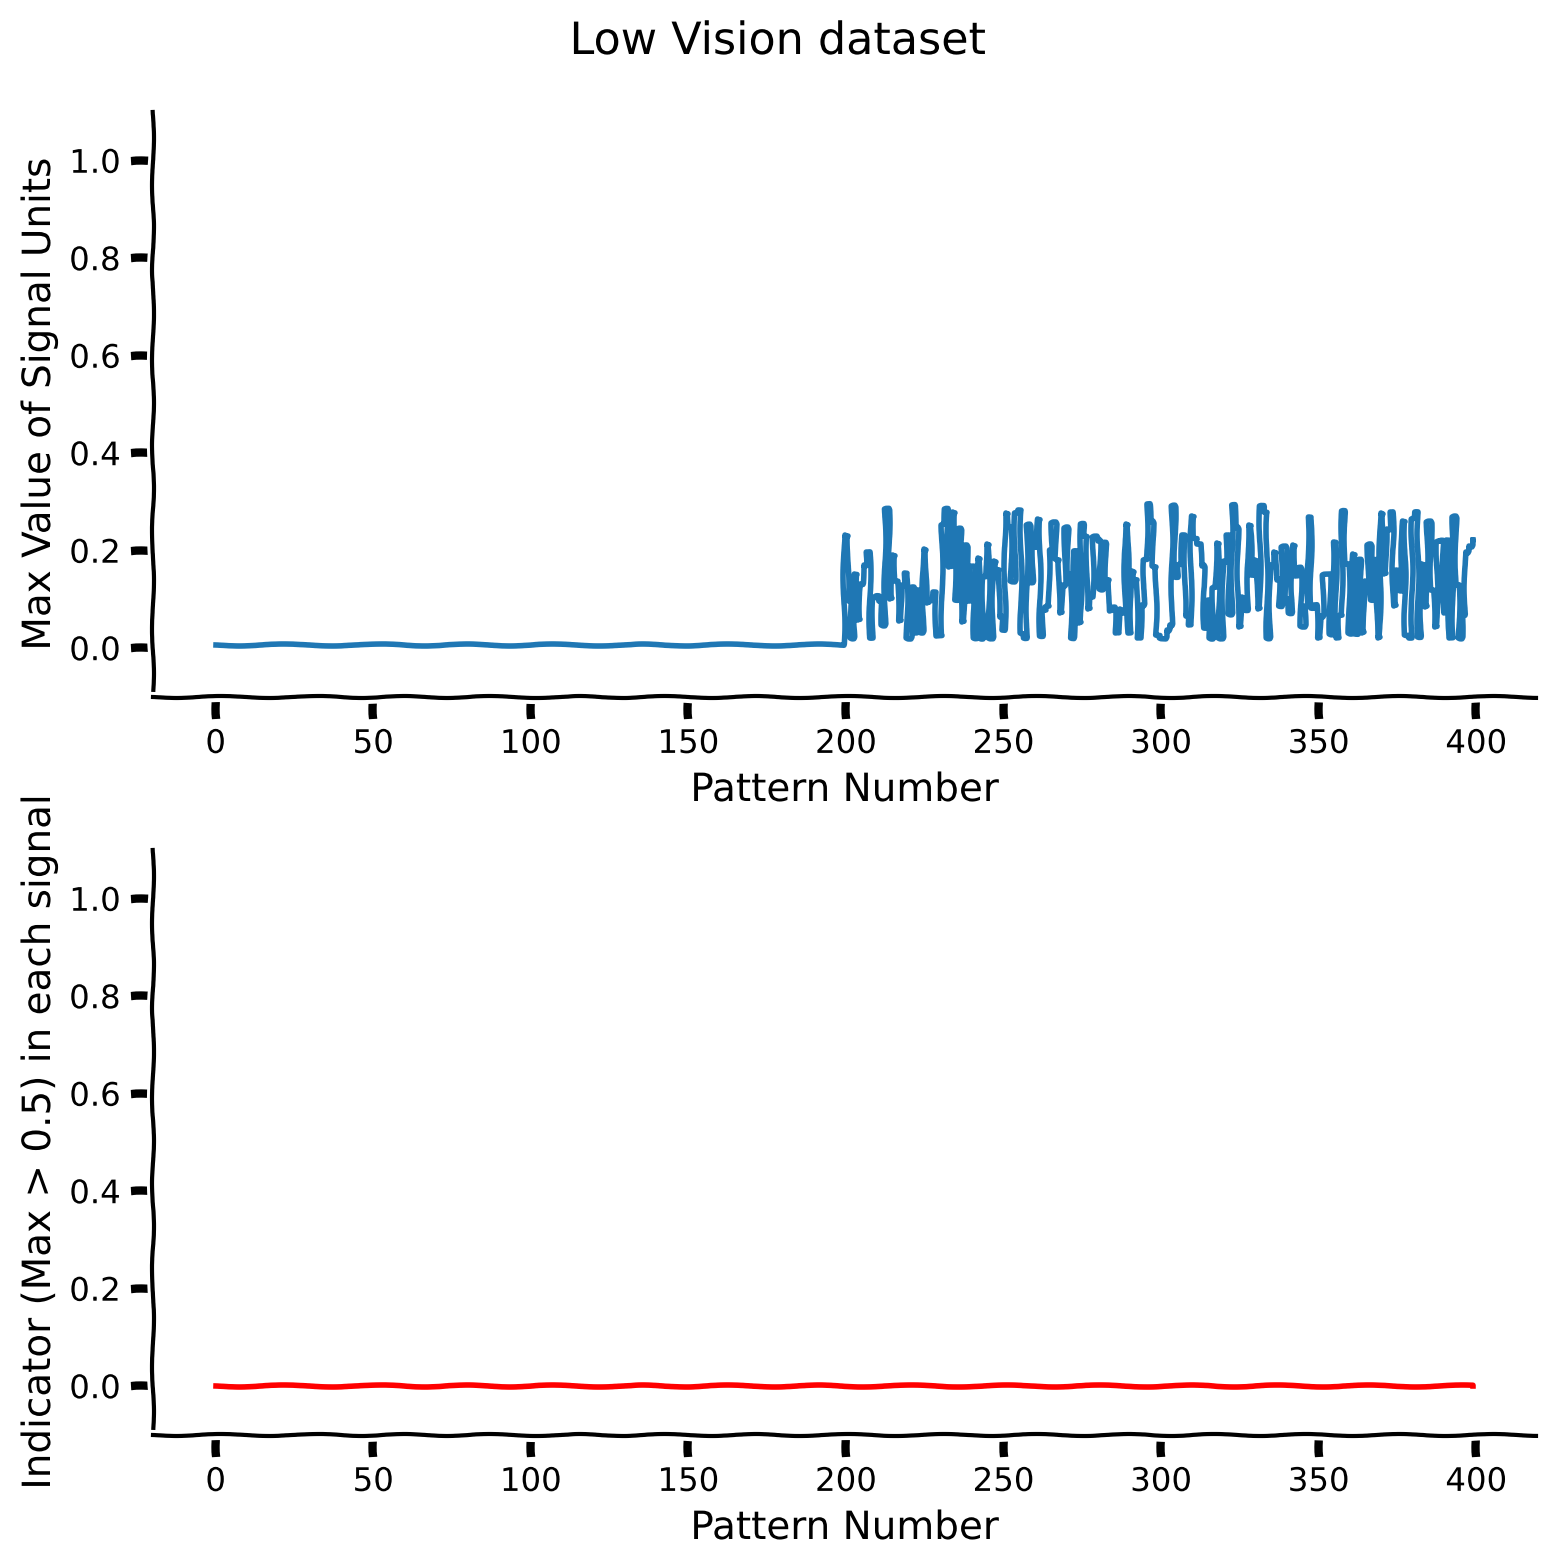 Low Vision dataset
Max Value of Signal Units
1.0
0.8
0.6
0.4
0.2
0.0
0 50 100 150 200 250 300 350 400
Pattern Number
Indicator (Max > 0.5) in each signal
1.0
0.8
0.6
0.4
0.2
0.0
0 50 100 150 200 250 300 350 400
Pattern Number